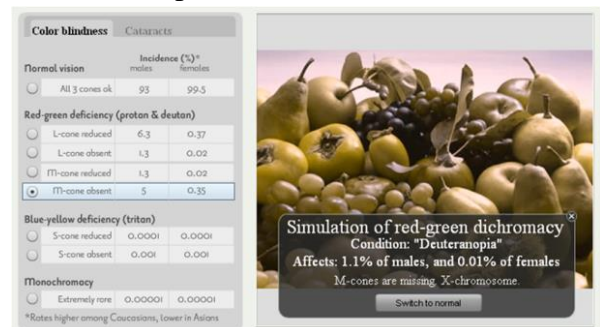 Color blindness Cataracts
Incidence (%)*
Normal vision males females
All 3 cones ok 93 99.5
Red-green deficiency (protan & deutan)
L-cone reduced 6.3 0.37
L-cone absent 1.3 0.02
M-cone reduced 1.3 0.02
M-cone absent 5 0.35
Blue-yellow deficiency (tritan)
S-cone reduced 0.0001 0.0001
S-cone absent 0.001 0.001
Monochromacy
Extremely rare 0.00001 0.00001
*Rates higher among Caucasians, lower in Asians
Simulation of red-green dichromacy
Condition: "Deuteranopia"
Affects: 1.1% of males, and 0.01% of females
M-cones are missing. X-chromosome.
Switch to normal